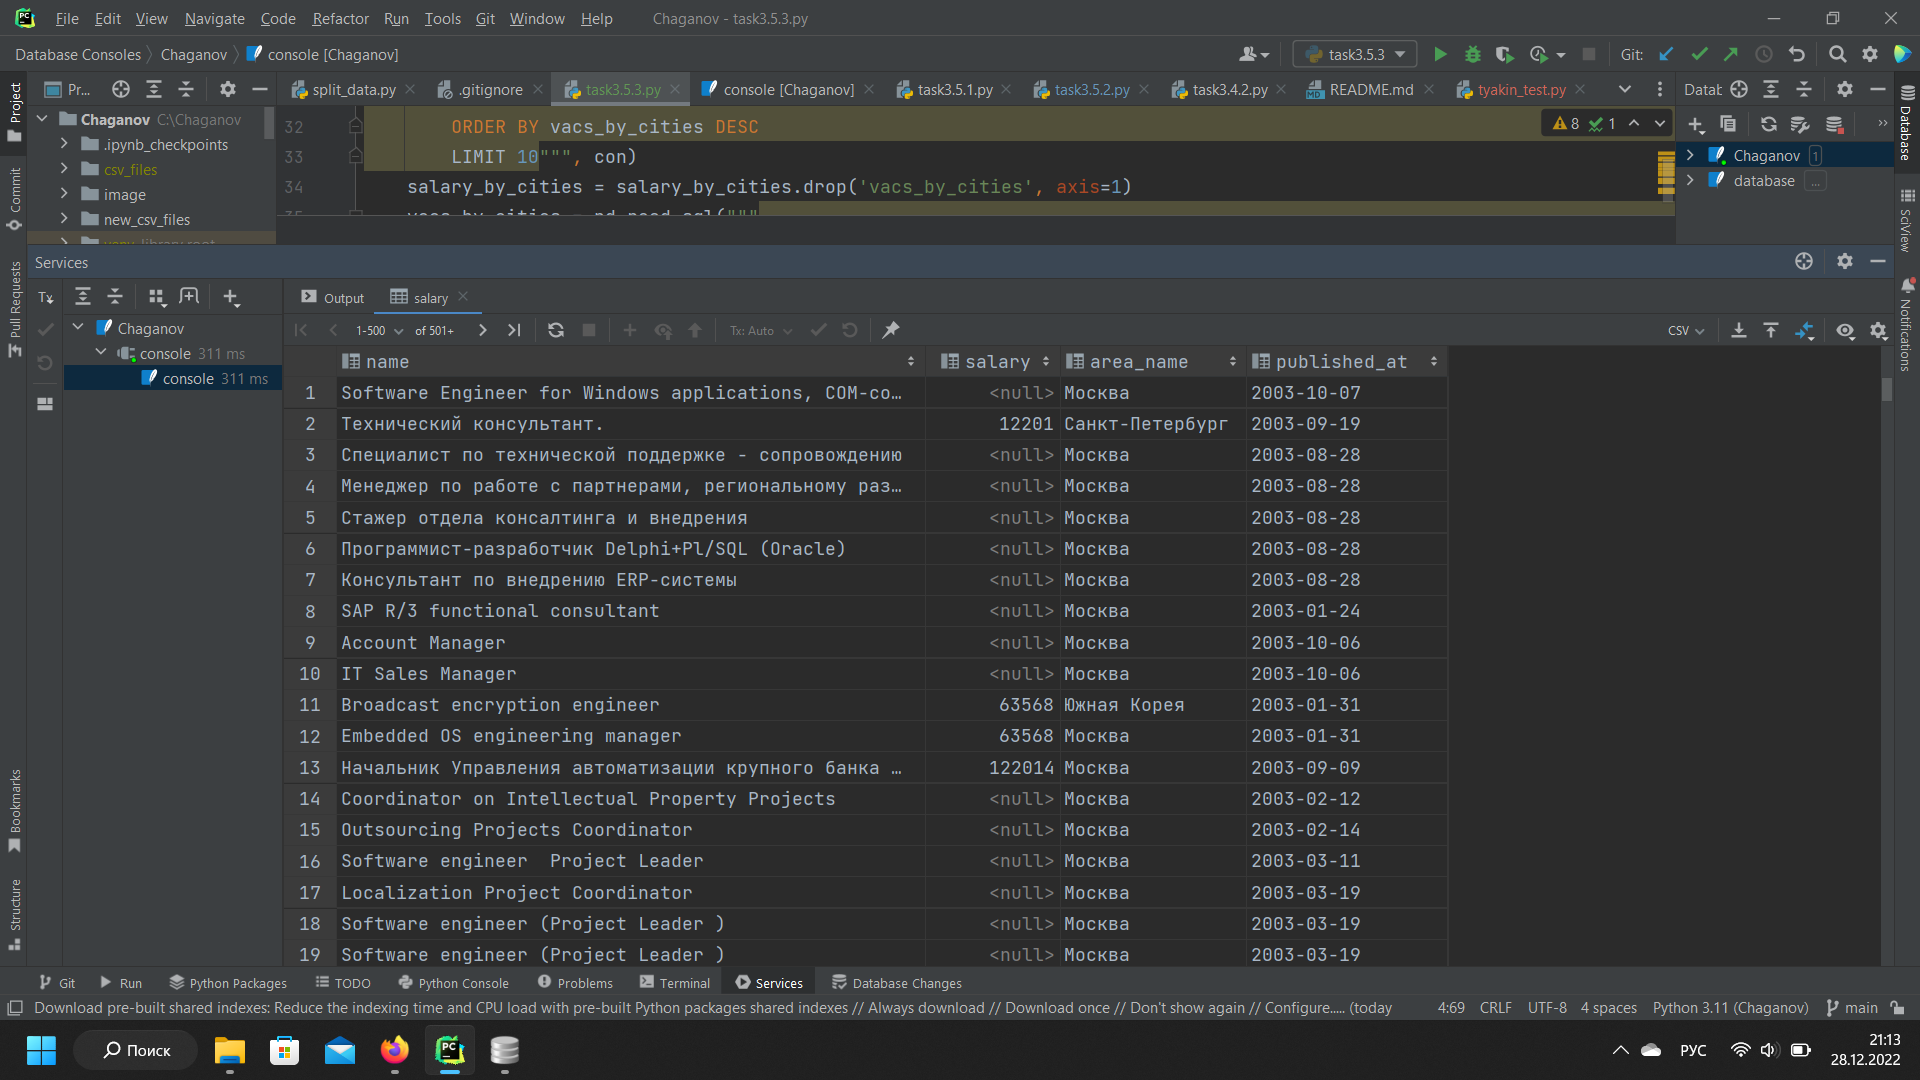 File Edit View Navigate Code Refactor Run Tools Git Window Help Chaganov - task3.5.3.py
Database Consoles Chaganov console [Chaganov] task3.5.3 Git:
Project
Pr...
split_data.py .gitignore task3.5.3.py console [Chaganov] task3.5.1.py task3.5.2.py task3.4.2.py README.md tyakin_test.py
Datab
Chaganov C:\Chaganov
.ipynb_checkpoints
csv_files
image
new_csv_files
32 ORDER BY vacs_by_cities DESC
33 LIMIT 10""", con)
34 salary_by_cities = salary_by_cities.drop('vacs_by_cities', axis=1)
8 1
Chaganov 1
database ...
Database
SciView
Notifications
Commit
Pull Requests
Bookmarks
Structure
Services
Tx
Chaganov
console 311 ms
console 311 ms
Output salary
1-500 of 501+ Tx: Auto CSV
name salary area_name published_at
1 Software Engineer for Windows applications, COM-co… <null> Москва 2003-10-07
2 Технический консультант. 12201 Санкт-Петербург 2003-09-19
3 Специалист по технической поддержке - сопровождению <null> Москва 2003-08-28
4 Менеджер по работе с партнерами, региональному раз… <null> Москва 2003-08-28
5 Стажер отдела консалтинга и внедрения <null> Москва 2003-08-28
6 Программист-разработчик Delphi+Pl/SQL (Oracle) <null> Москва 2003-08-28
7 Консультант по внедрению ERP-системы <null> Москва 2003-08-28
8 SAP R/3 functional consultant <null> Москва 2003-01-24
9 Account Manager <null> Москва 2003-10-06
10 IT Sales Manager <null> Москва 2003-10-06
11 Broadcast encryption engineer 63568 Южная Корея 2003-01-31
12 Embedded OS engineering manager 63568 Москва 2003-01-31
13 Начальник Управления автоматизации крупного банка … 122014 Москва 2003-09-09
14 Coordinator on Intellectual Property Projects <null> Москва 2003-02-12
15 Outsourcing Projects Coordinator <null> Москва 2003-02-14
16 Software engineer  Project Leader <null> Москва 2003-03-11
17 Localization Project Coordinator <null> Москва 2003-03-19
18 Software engineer (Project Leader ) <null> Москва 2003-03-19
19 Software engineer (Project Leader ) <null> Москва 2003-03-19
Git Run Python Packages TODO Python Console Problems Terminal Services Database Changes
Download pre-built shared indexes: Reduce the indexing time and CPU load with pre-built Python packages shared indexes // Always download // Download once // Don't show again // Configure..... (today 4:69 CRLF UTF-8 4 spaces Python 3.11 (Chaganov) main
Поиск
РУС
21:13
28.12.2022